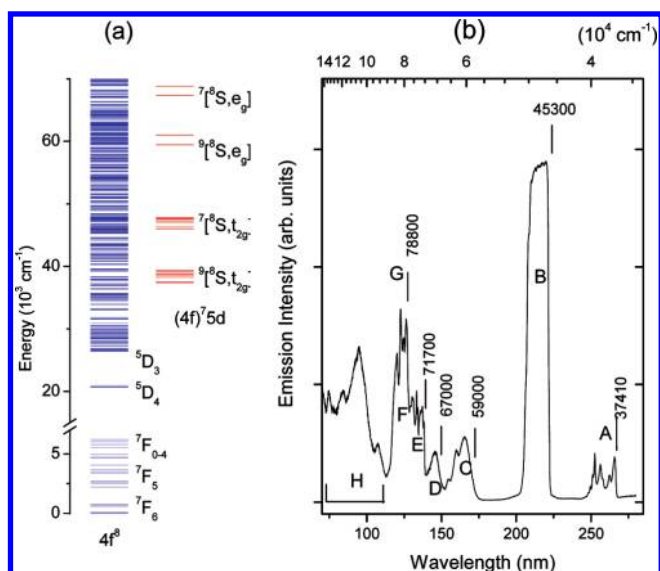 (a)
(b)
(10⁴ cm⁻¹)
14 12 10 8 6 4
Energy (10³ cm⁻¹)
60
40
20
5
0
⁷[⁸S,e_g]
⁹[⁸S,e_g]
⁷[⁸S,t_2g]
⁹[⁸S,t_2g]
(4f)⁷5d
⁵D₃
⁵D₄
⁷F₀₋₄
⁷F₅
⁷F₆
4f⁸
Emission Intensity (arb. units)
45300
78800
71700
67000
59000
37410
G
F
E
D
C
B
A
H
100 150 200 250
Wavelength (nm)